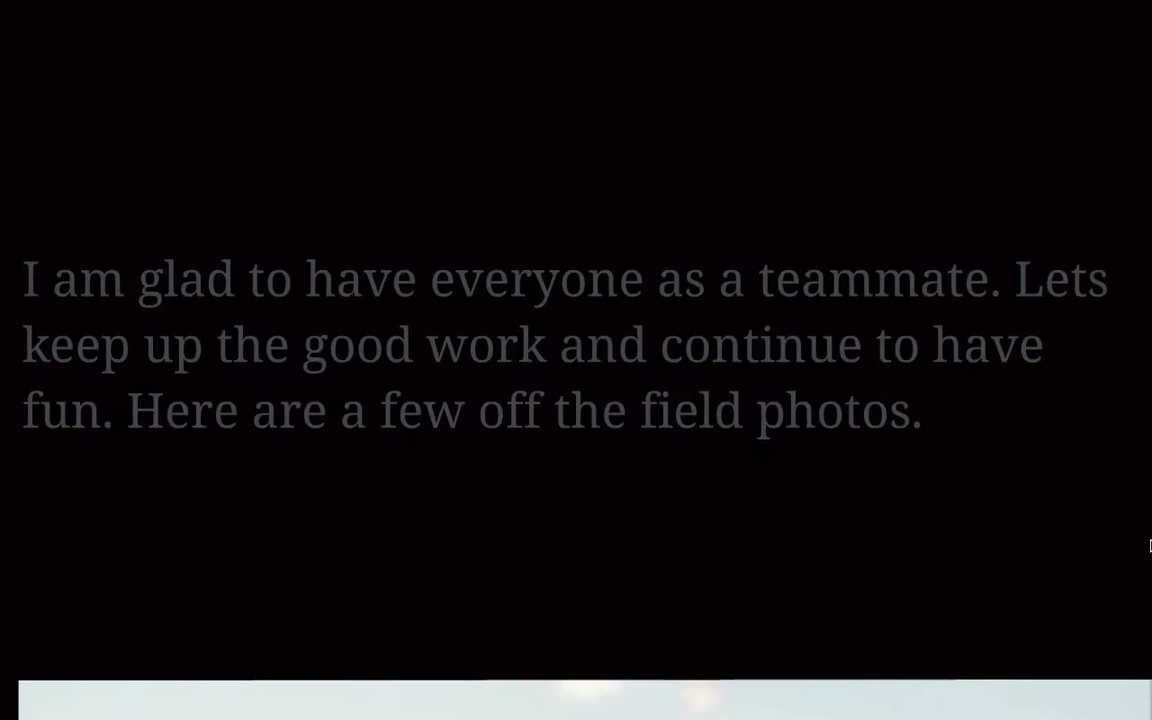 I am glad to have everyone as a teammate. Lets
keep up the good work and continue to have
fun. Here are a few off the field photos.